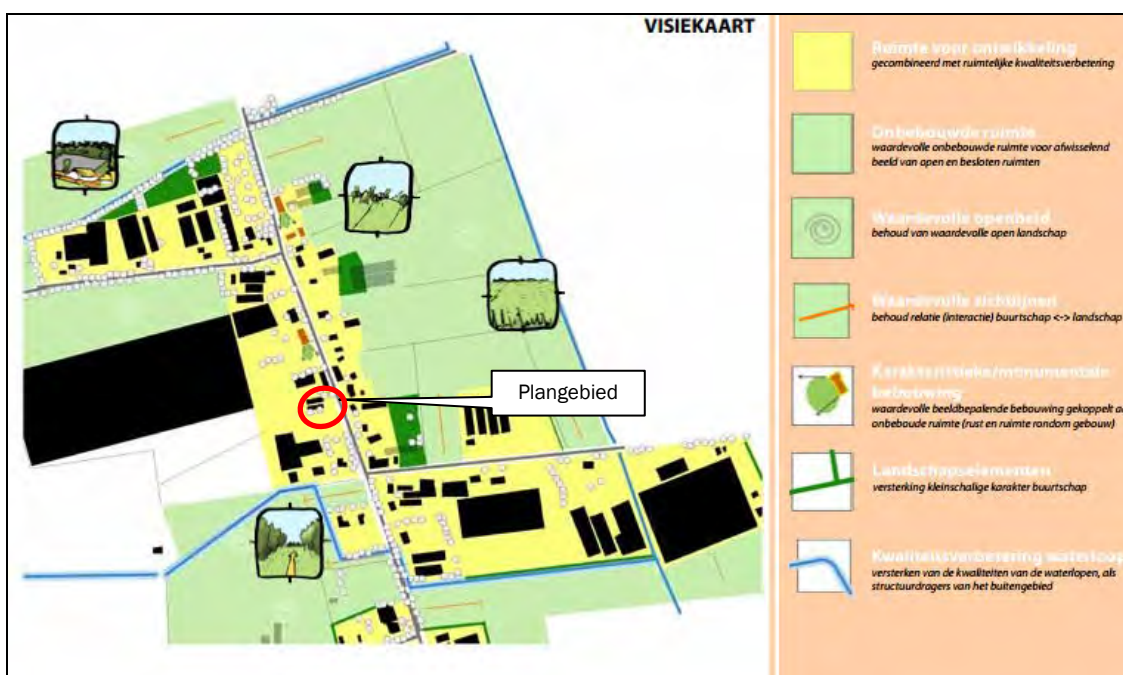 VISIEKAART
Plangebied
Ruimte voor ontwikkeling
gecombineerd met ruimtelijke kwaliteitsverbetering
Onbebouwde ruimte
waardevolle onbebouwde ruimte voor afwisselend
beeld van open en besloten ruimten
Waardevolle openheid
behoud van waardevolle open landschap
Waardevolle zichtlijnen
behoud relatie (interactie) buurtschap <-> landschap
Karakteristieke/monumentale
bebouwing
waardevolle beeldbepalende bebouwing gekoppelt a
onbeboude ruimte (rust en ruimte rondom gebouw)
Landschapselementen
versterking kleinschalige karakter buurtschap
Kwaliteitsverbetering waterloop
versterken van de kwaliteiten van de waterlopen, als
structuurdragers van het buitengebied